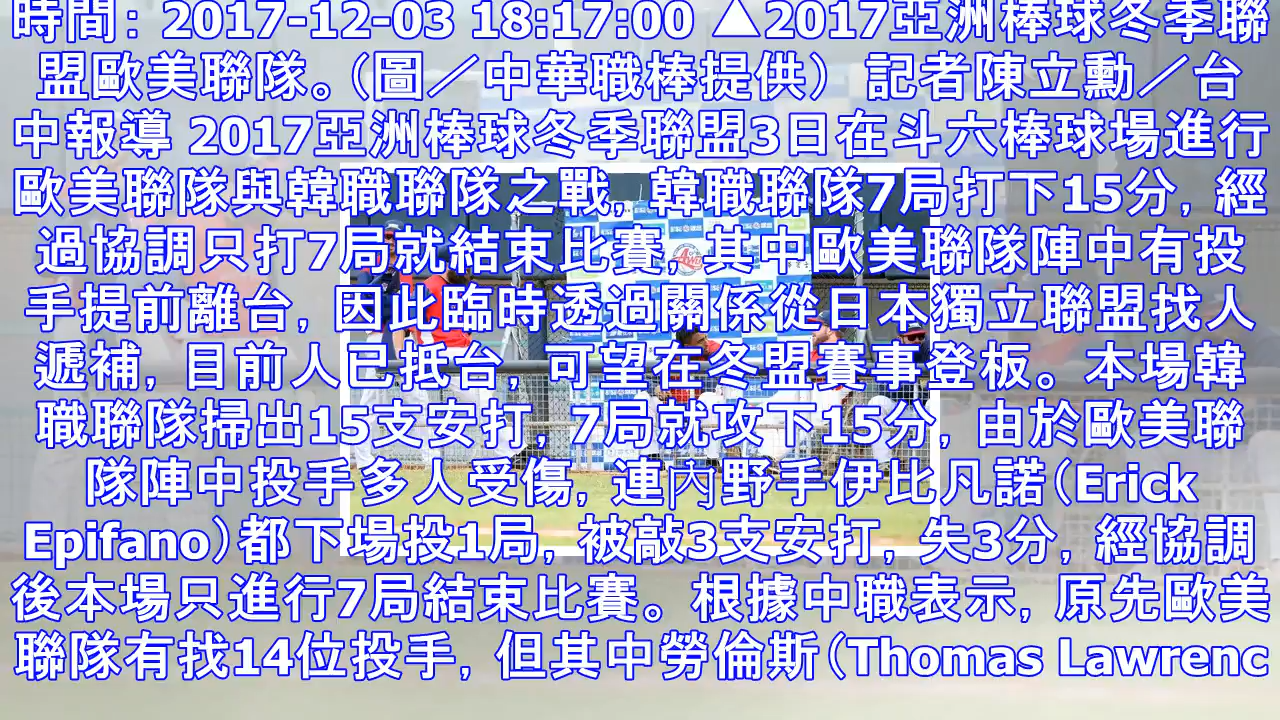 時間: 2017-12-03 18:17:00 ▲2017亞洲棒球冬季聯
盟歐美聯隊。(圖／中華職棒提供) 記者陳立勳／台
中報導 2017亞洲棒球冬季聯盟3日在斗六棒球場進行
歐美聯隊與韓職聯隊之戰, 韓職聯隊7局打下15分, 經
過協調只打7局就結束比賽, 其中歐美聯隊陣中有投
手提前離台, 因此臨時透過關係從日本獨立聯盟找人
遞補, 目前人已抵台, 可望在冬盟賽事登板。本場韓
職聯隊掃出15支安打, 7局就攻下15分, 由於歐美聯
隊陣中投手多人受傷, 連內野手伊比凡諾(Erick
Epifano)都下場投1局, 被敲3支安打, 失3分, 經協調
後本場只進行7局結束比賽。根據中職表示, 原先歐美
聯隊有找14位投手, 但其中勞倫斯(Thomas Lawrenc